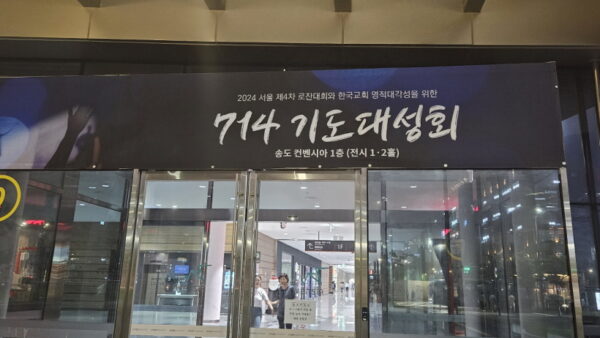 2024 서울 제4차 로잔대회와 한국교회 영적대각성을 위한
714 기도대성회
송도 컨벤시아 1층 (전시 1·2홀)